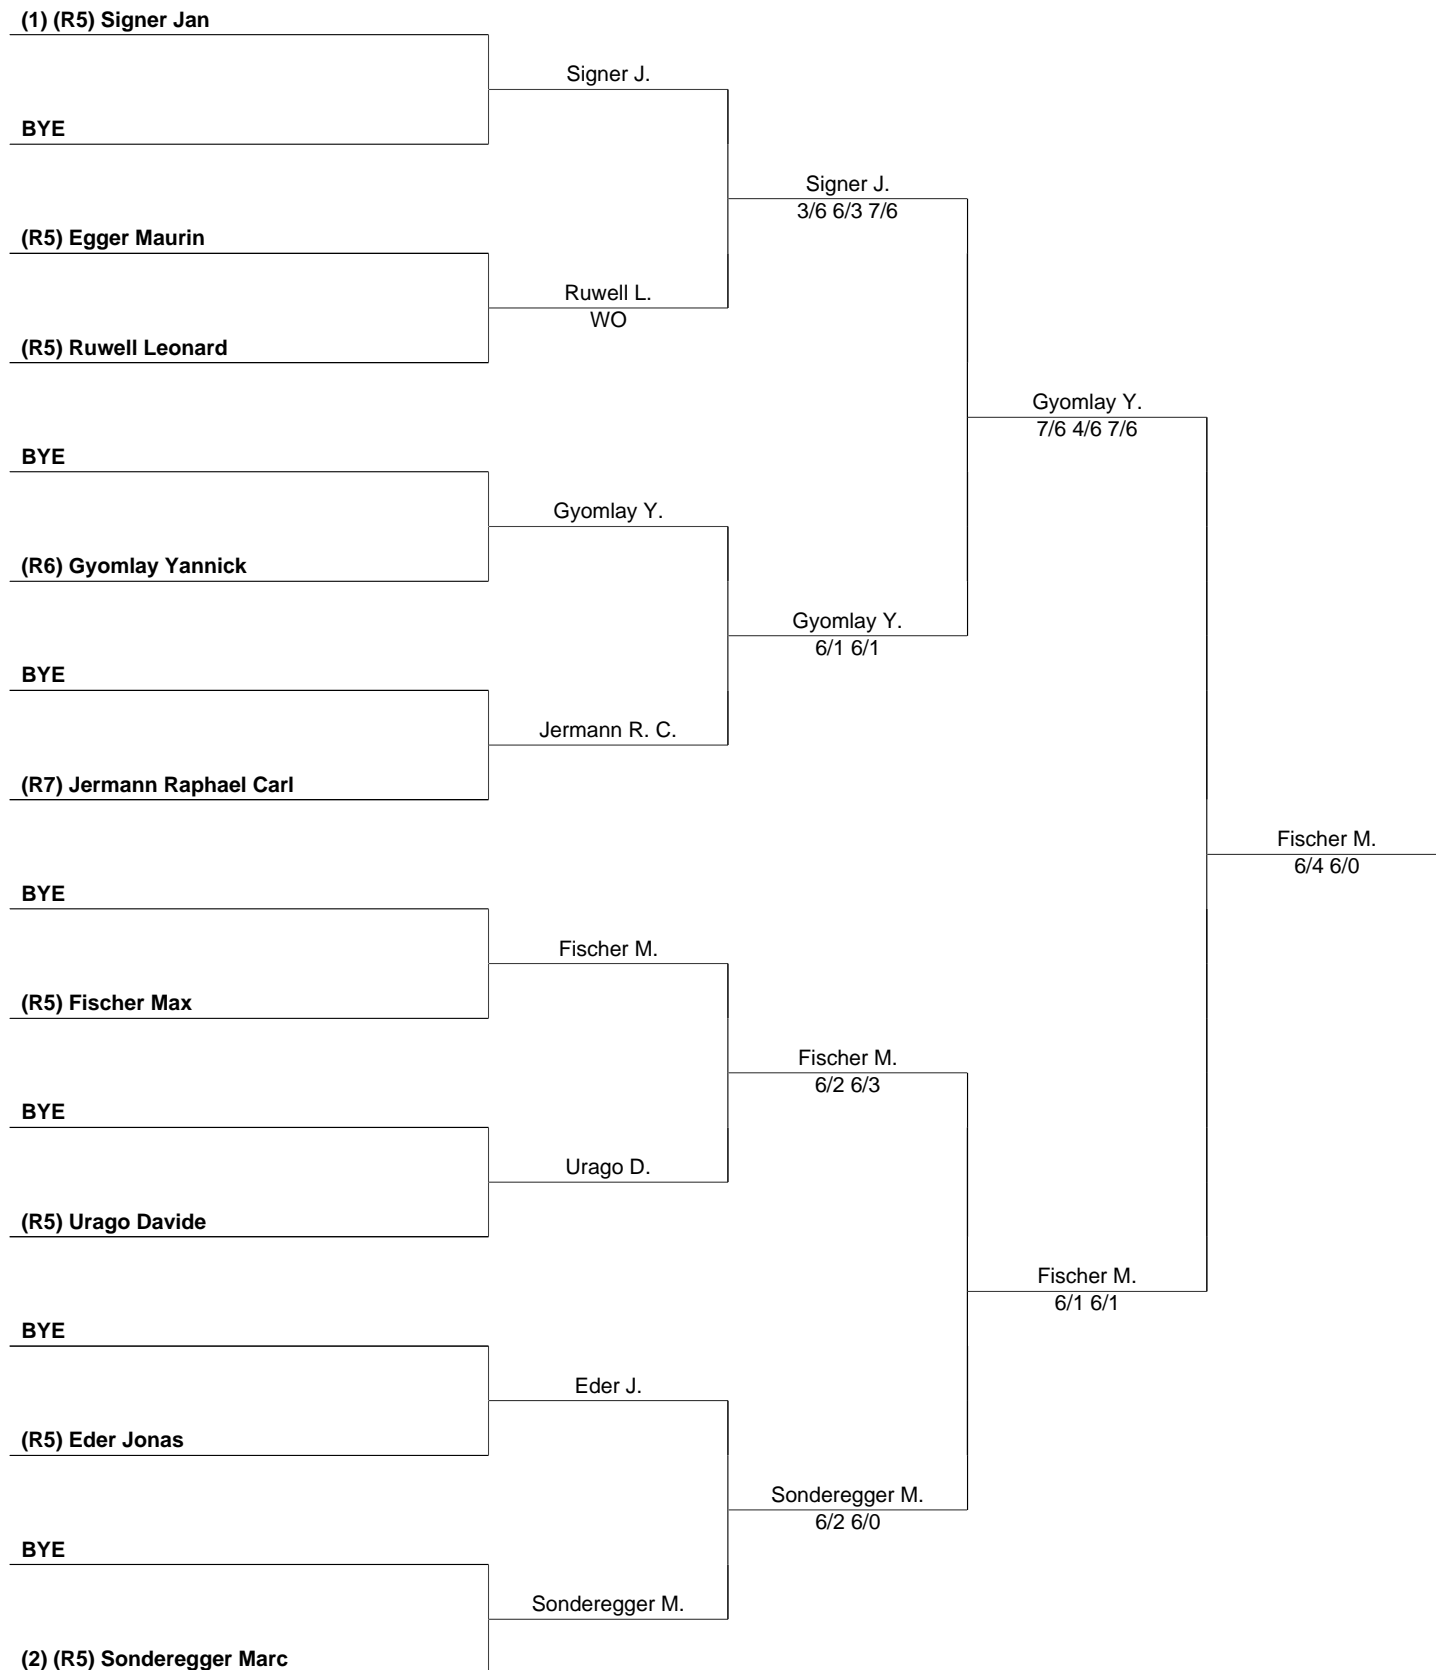 (1) (R5) Signer Jan
Signer J.
BYE
Signer J.
3/6 6/3 7/6
(R5) Egger Maurin
Ruwell L.
WO
(R5) Ruwell Leonard
Gyomlay Y.
7/6 4/6 7/6
BYE
Gyomlay Y.
(R6) Gyomlay Yannick
Gyomlay Y.
6/1 6/1
BYE
Jermann R. C.
(R7) Jermann Raphael Carl
Fischer M.
6/4 6/0
BYE
Fischer M.
(R5) Fischer Max
Fischer M.
6/2 6/3
BYE
Urago D.
(R5) Urago Davide
Fischer M.
6/1 6/1
BYE
Eder J.
(R5) Eder Jonas
Sonderegger M.
6/2 6/0
BYE
Sonderegger M.
(2) (R5) Sonderegger Marc